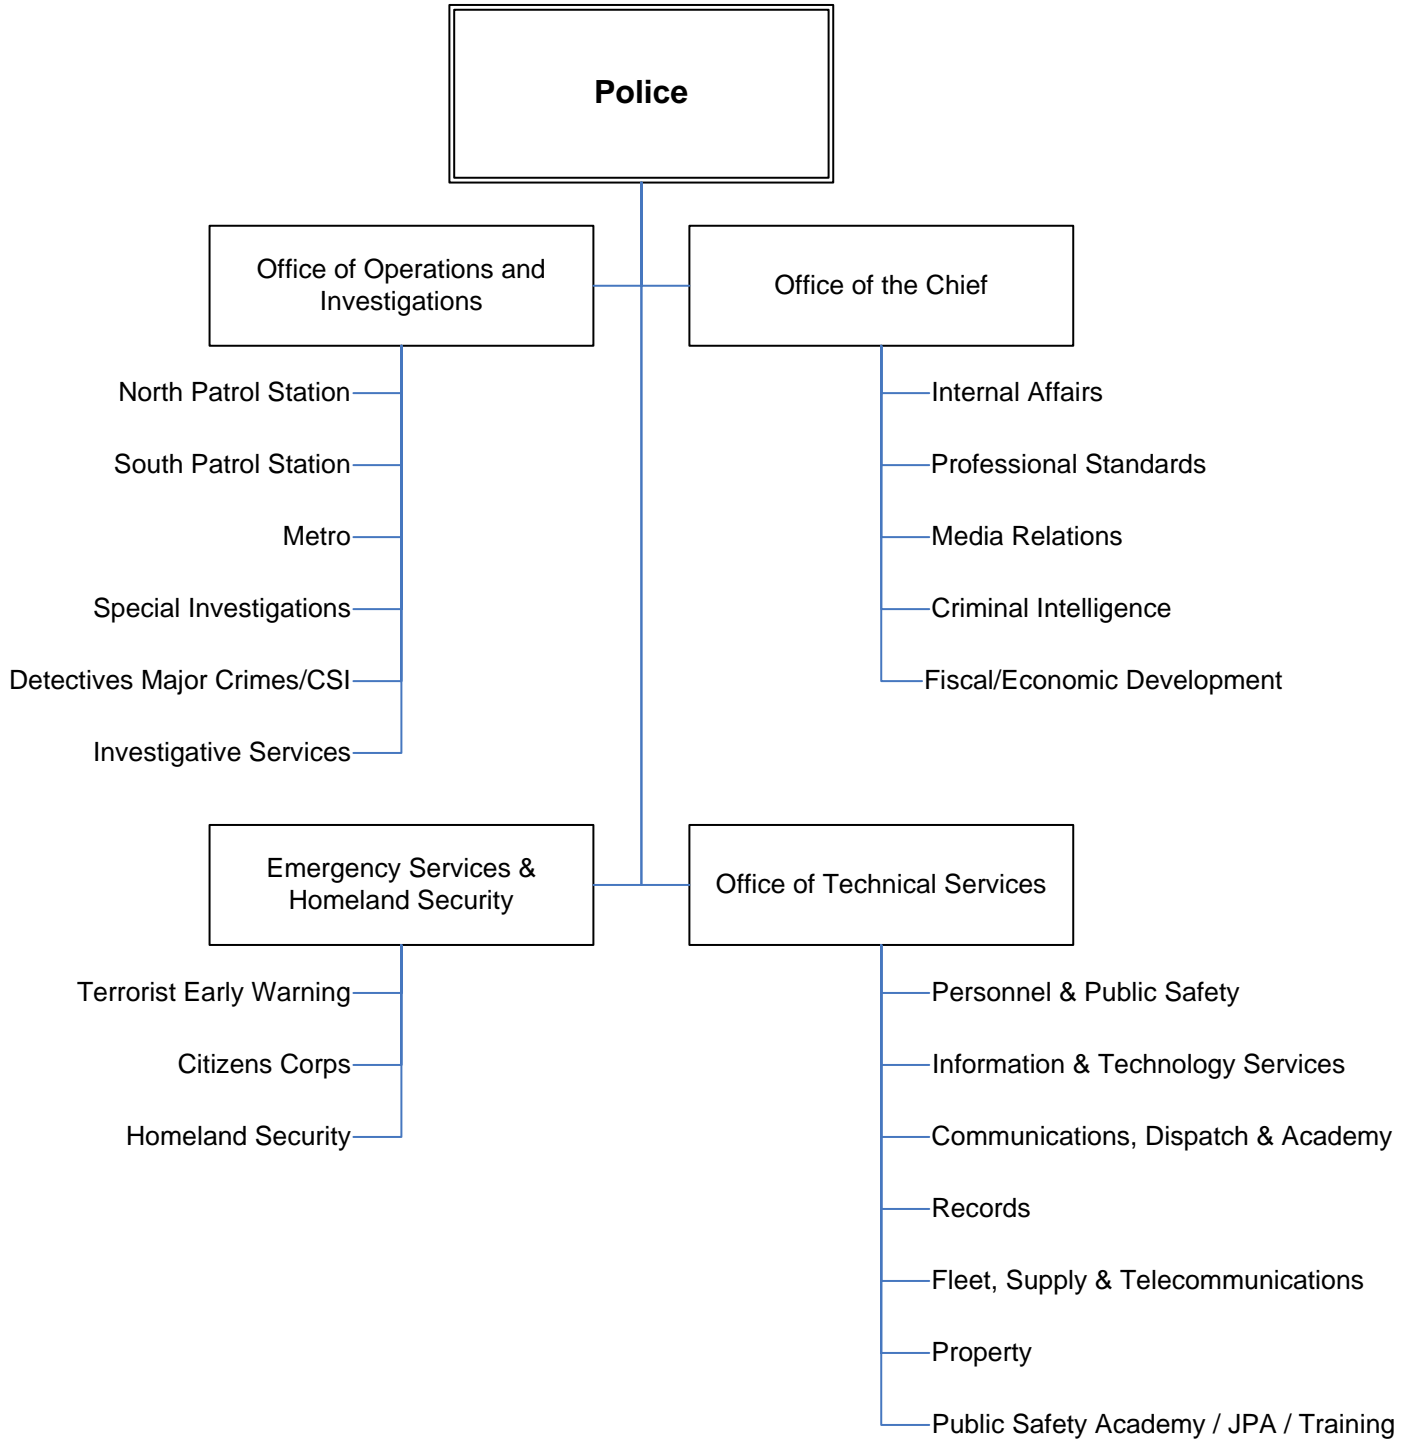 Police
Office of Operations and
Investigations
North Patrol Station
South Patrol Station
Metro
Special Investigations
Detectives Major Crimes/CSI
Investigative Services
Office of the Chief
Internal Affairs
Professional Standards
Media Relations
Criminal Intelligence
Fiscal/Economic Development
Emergency Services &
Homeland Security
Terrorist Early Warning
Citizens Corps
Homeland Security
Office of Technical Services
Personnel & Public Safety
Information & Technology Services
Communications, Dispatch & Academy
Records
Fleet, Supply & Telecommunications
Property
Public Safety Academy / JPA / Training